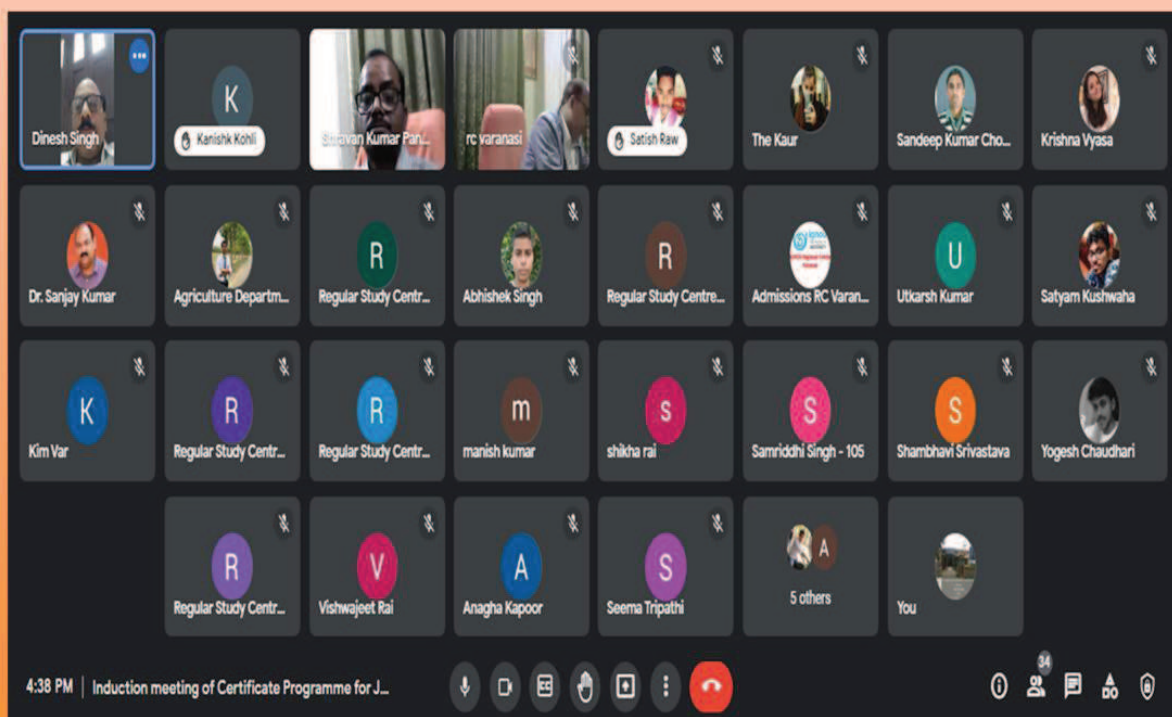 Dinesh Singh
K
Kanishk Kohli
Shravan Kumar Pan...
rc varanasi
Satish Raw
The Kaur
Sandeep Kumar Cho...
Krishna Vyasa
Dr. Sanjay Kumar
Agriculture Departm...
R
Regular Study Centr...
Abhishek Singh
R
Regular Study Centre...
ignou
Admissions RC Varan...
U
Utkarsh Kumar
Satyam Kushwaha
K
Kim Var
R
Regular Study Centr...
R
Regular Study Centr...
m
manish kumar
s
shikha rai
S
Samriddhi Singh - 105
S
Shambhavi Srivastava
Yogesh Chaudhari
R
Regular Study Centr...
V
Vishwajeet Rai
A
Anagha Kapoor
S
Seema Tripathi
A
5 others
You
4:38 PM | Induction meeting of Certificate Programme for J...
34